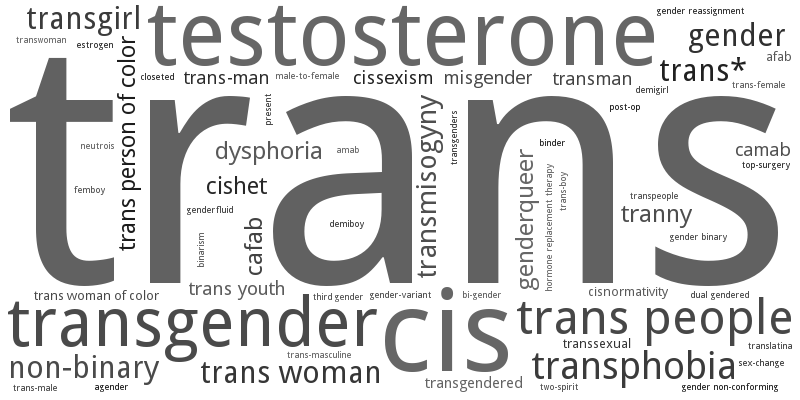 transgirl
testosterone
gender reassignment
gender
transwoman
estrogen
afab
closeted
trans-man
male-to-female
cissexism
misgender
transman
trans*
trans-female
demigirl
trans
trans person of color
present
post-op
neutrois
dysphoria
amab
transmisogyny
transgenders
binder
camab
top-surgery
femboy
cishet
genderqueer
hormone replacement therapy
trans-boy
transpeople
genderfluid
tranny
binarism
cafab
demiboy
gender binary
trans woman of color
trans youth
third gender
gender-variant
bi-gender
cisnormativity
dual gendered
transgender
cis
trans people
transsexual
translatina
non-binary
trans-masculine
trans woman
transphobia
sex-change
trans-male
agender
transgendered
two-spirit
gender non-conforming